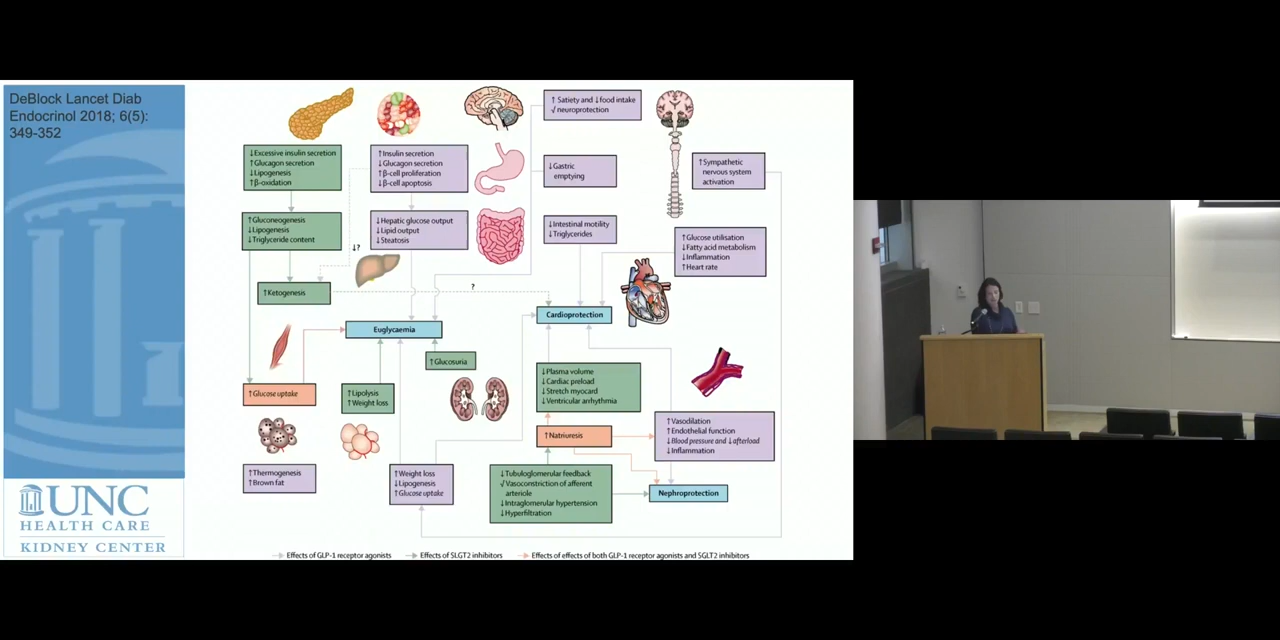 DeBlock Lancet Diab
Endocrinol 2018; 6(5):
349-352
UNC
HEALTH CARE
KIDNEY CENTER
↓Excessive insulin secretion
↑Glucagon secretion
↓Lipogenesis
↑β-oxidation
↑Insulin secretion
↓Glucagon secretion
↑β-cell proliferation
↓β-cell apoptosis
↑ Satiety and ↓food intake
√ neuroprotection
↓Gastric
emptying
↑Sympathetic
nervous system
activation
↑Gluconeogenesis
↓Lipogenesis
↓Triglyceride content
↓Hepatic glucose output
↓Lipid output
↓Steatosis
↓Intestinal motility
↓Triglycerides
↑Glucose utilisation
↓Fatty acid metabolism
↓Inflammation
↑Heart rate
↓?
?
↑Ketogenesis
Euglycaemia
Cardioprotection
↑Glucosuria
↑Glucose uptake
↑Lipolysis
↑Weight loss
↓Plasma volume
↓Cardiac preload
↓Stretch myocard
↓Ventricular arrhythmia
↑Natriuresis
↑Vasodilation
↑Endothelial function
↓Blood pressure and ↓afterload
↓Inflammation
↑Thermogenesis
↑Brown fat
↑Weight loss
↓Lipogenesis
↑Glucose uptake
↓Tubuloglomerular feedback
√Vasoconstriction of afferent
arteriole
↓Intraglomerular hypertension
↓Hyperfiltration
Nephroprotection
Effects of GLP-1 receptor agonists
Effects of SLGT2 inhibitors
Effects of effects of both GLP-1 receptor agonists and SGLT2 inhibitors